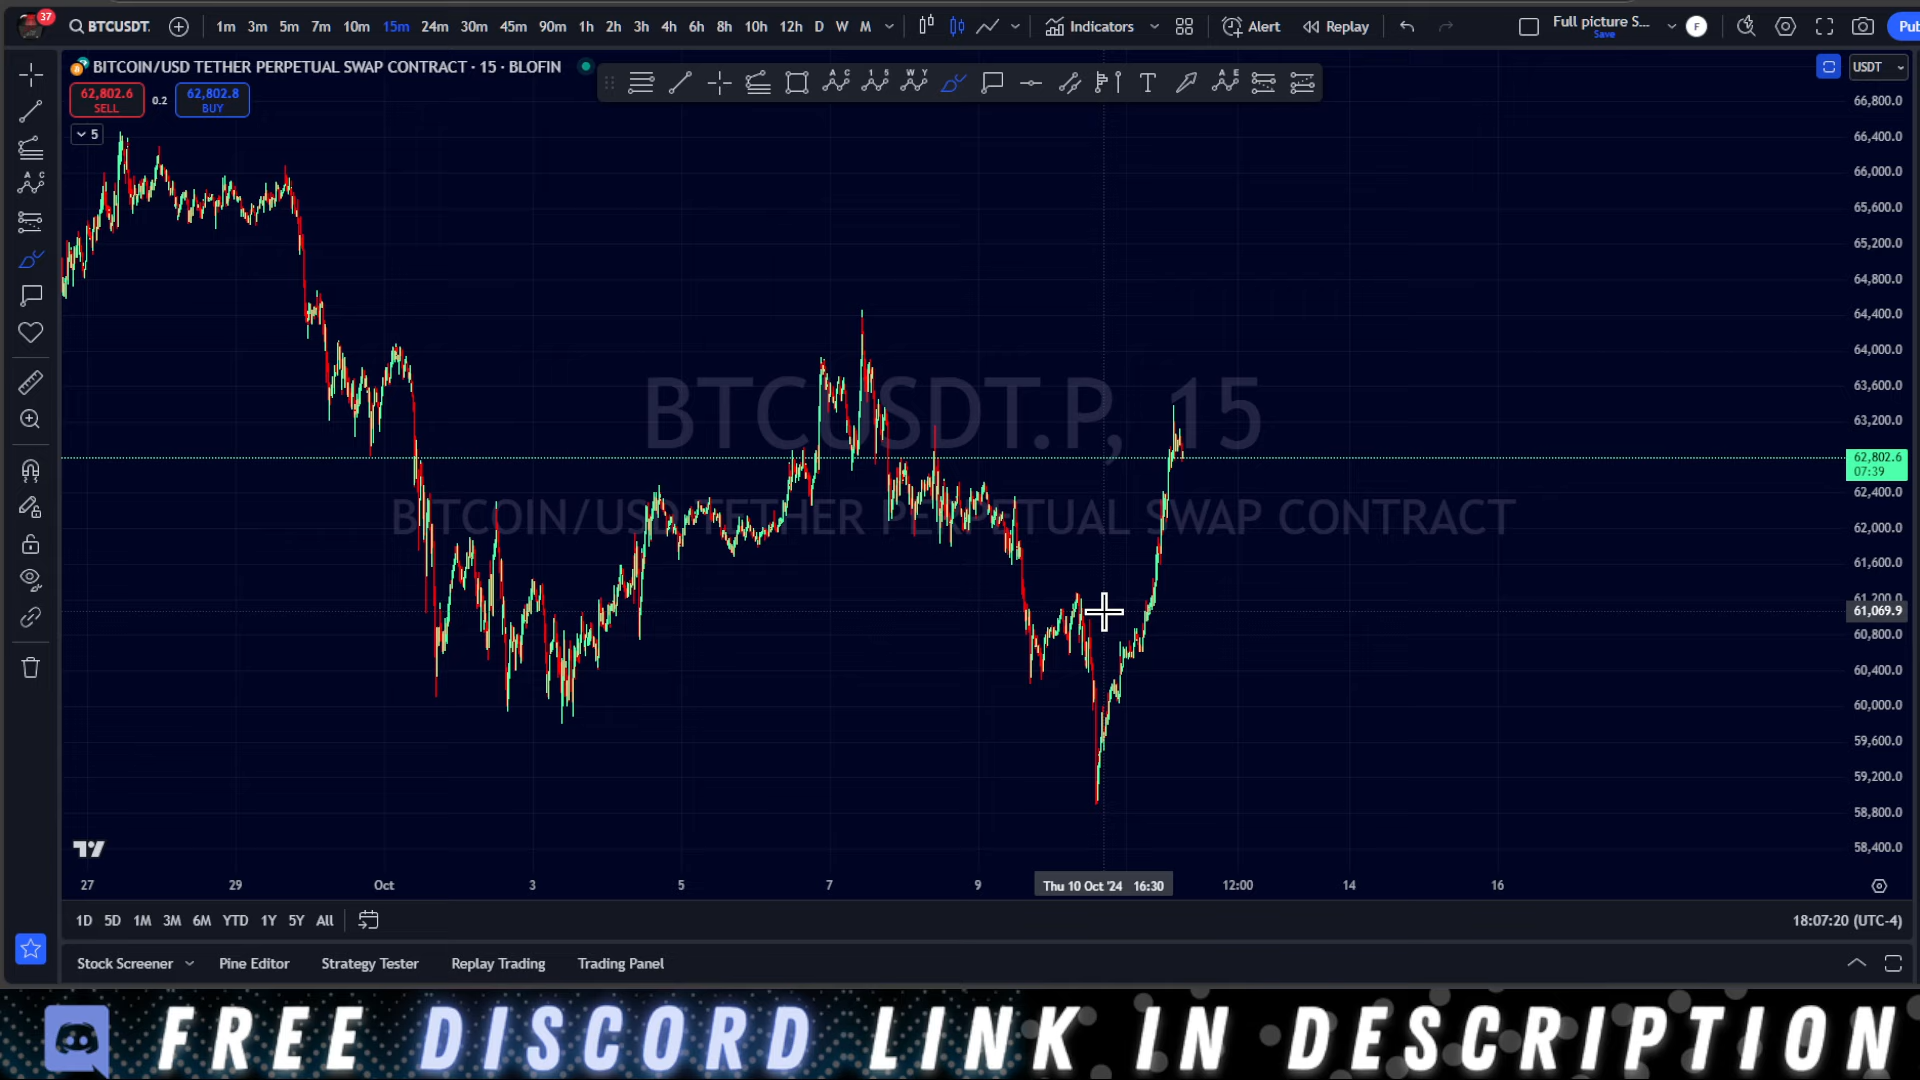 37
BTCUSDT.
1m 3m 5m 7m 10m 15m 24m 30m 45m 90m 1h 2h 3h 4h 6h 8h 10h 12h D W M
Indicators
Alert
Replay
Full picture S...
Save
F
Pub
BITCOIN/USD TETHER PERPETUAL SWAP CONTRACT · 15 · BLOFIN
USDT
62,802.6
SELL
0.2
62,802.8
BUY
5
BTCUSDT.P, 15
BITCOIN/USD TETHER PERPETUAL SWAP CONTRACT
66,800.0
66,400.0
66,000.0
65,600.0
65,200.0
64,800.0
64,400.0
64,000.0
63,600.0
63,200.0
62,802.6
07:39
62,400.0
62,000.0
61,600.0
61,200.0
61,069.9
60,800.0
60,400.0
60,000.0
59,600.0
59,200.0
58,800.0
58,400.0
27 29 Oct 3 5 7 9 Thu 10 Oct '24 16:30 12:00 14 16
1D 5D 1M 3M 6M YTD 1Y 5Y All
18:07:20 (UTC-4)
Stock Screener Pine Editor Strategy Tester Replay Trading Trading Panel
FREE DISCORD LINK IN DESCRIPTION